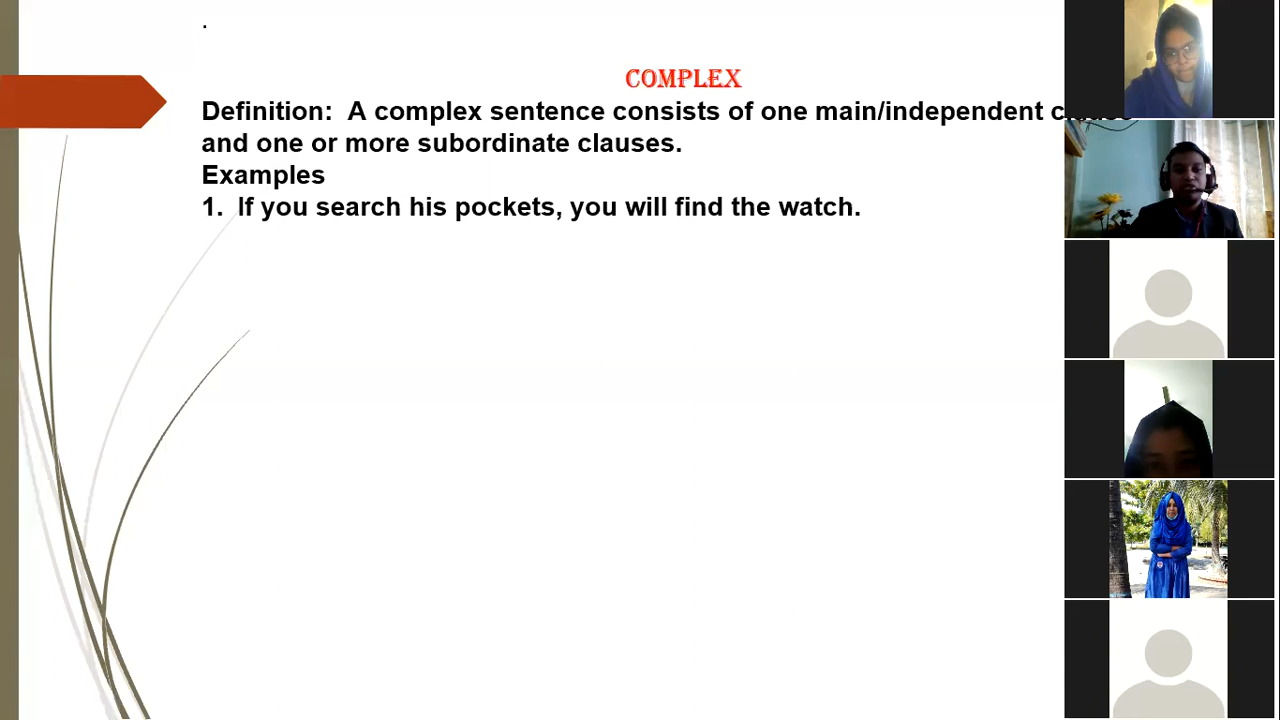 .
COMPLEX
Definition: A complex sentence consists of one main/independent
and one or more subordinate clauses.
Examples
1. If you search his pockets, you will find the watch.